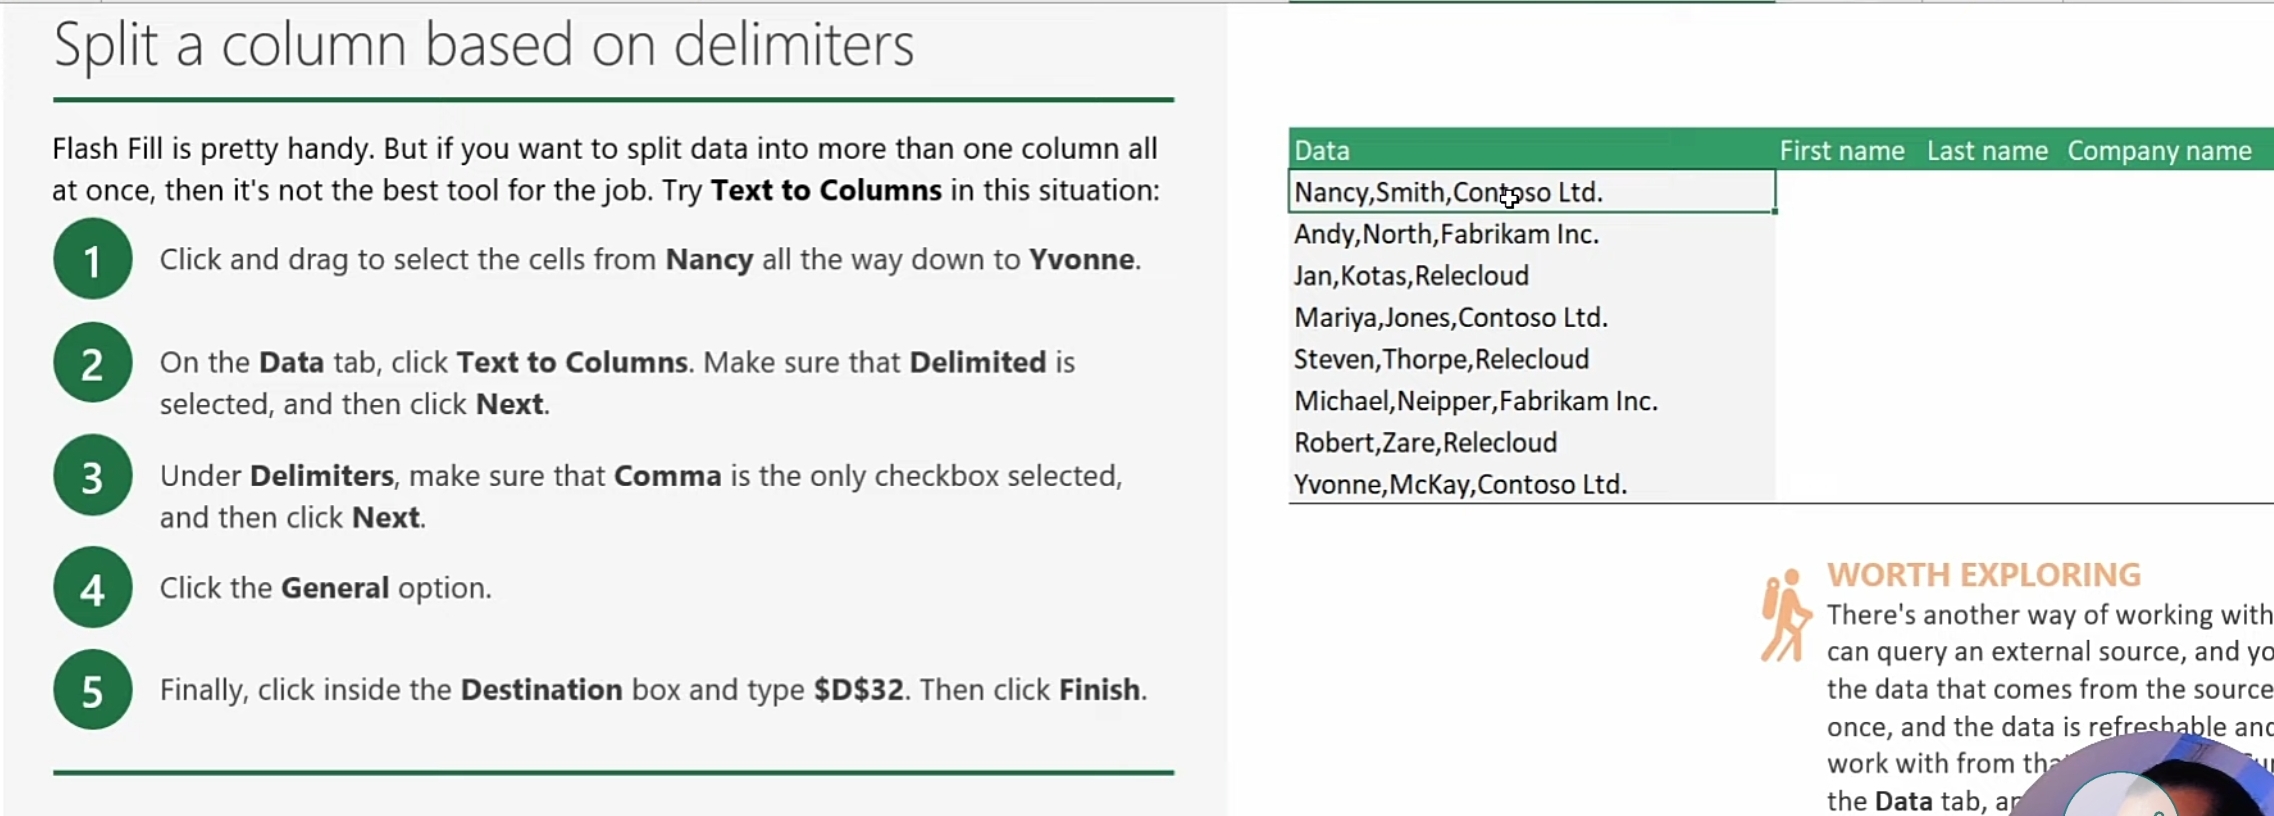 Split a column based on delimiters
Flash Fill is pretty handy. But if you want to split data into more than one column all
at once, then it's not the best tool for the job. Try Text to Columns in this situation:
1 Click and drag to select the cells from Nancy all the way down to Yvonne.
2 On the Data tab, click Text to Columns. Make sure that Delimited is
selected, and then click Next.
3 Under Delimiters, make sure that Comma is the only checkbox selected,
and then click Next.
4 Click the General option.
5 Finally, click inside the Destination box and type $D$32. Then click Finish.
Data First name Last name Company name
Nancy,Smith,Contoso Ltd.
Andy,North,Fabrikam Inc.
Jan,Kotas,Relecloud
Mariya,Jones,Contoso Ltd.
Steven,Thorpe,Relecloud
Michael,Neipper,Fabrikam Inc.
Robert,Zare,Relecloud
Yvonne,McKay,Contoso Ltd.
WORTH EXPLORING
There's another way of working with
can query an external source, and
the data that comes from the source
once, and the data is refreshable
work with from
the Data tab,